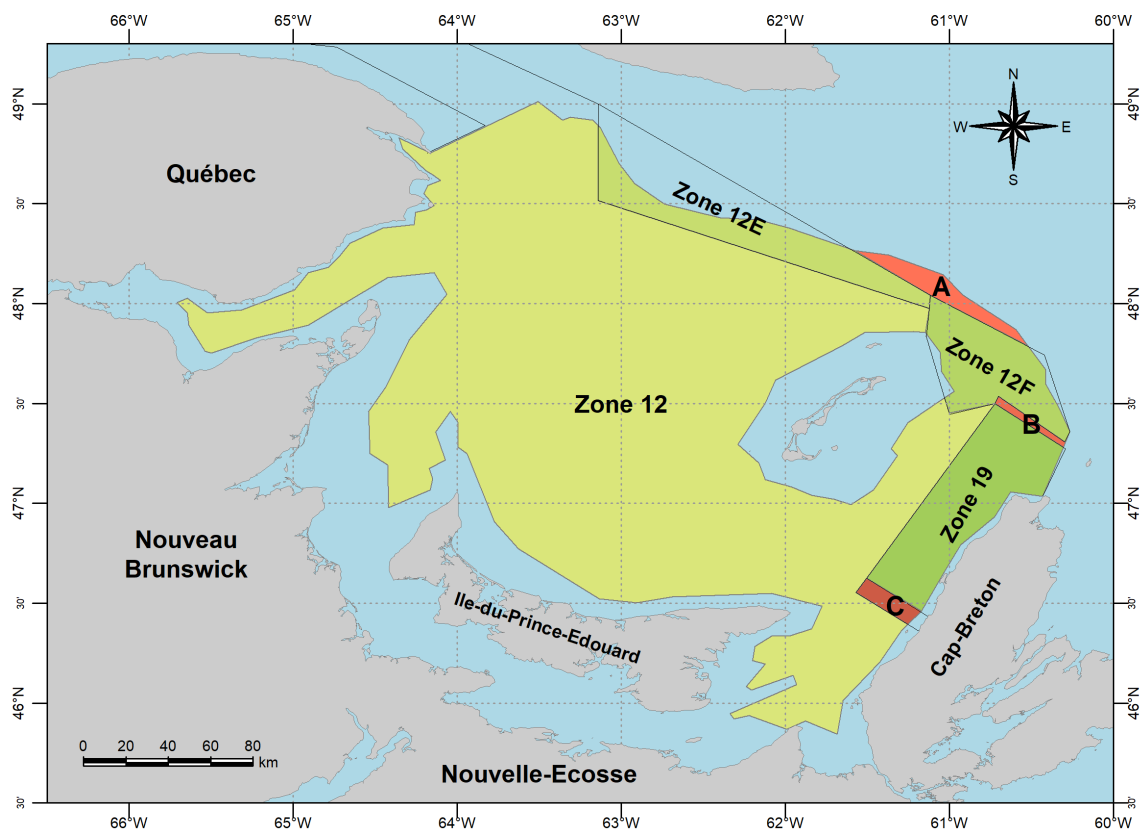 66°W 65°W 64°W 63°W 62°W 61°W 60°W
49°N 49°N
N
W E
S
Québec
30' 30'
Zone 12E
A
48°N 48°N
Zone 12F
30' 30'
Zone 12
B
47°N 47°N
Zone 19
Nouveau
Brunswick
30' 30'
C
Ile-du-Prince-Edouard
Cap-Breton
46°N 46°N
0 20 40 60 80
km
Nouvelle-Ecosse
30' 30'
66°W 65°W 64°W 63°W 62°W 61°W 60°W